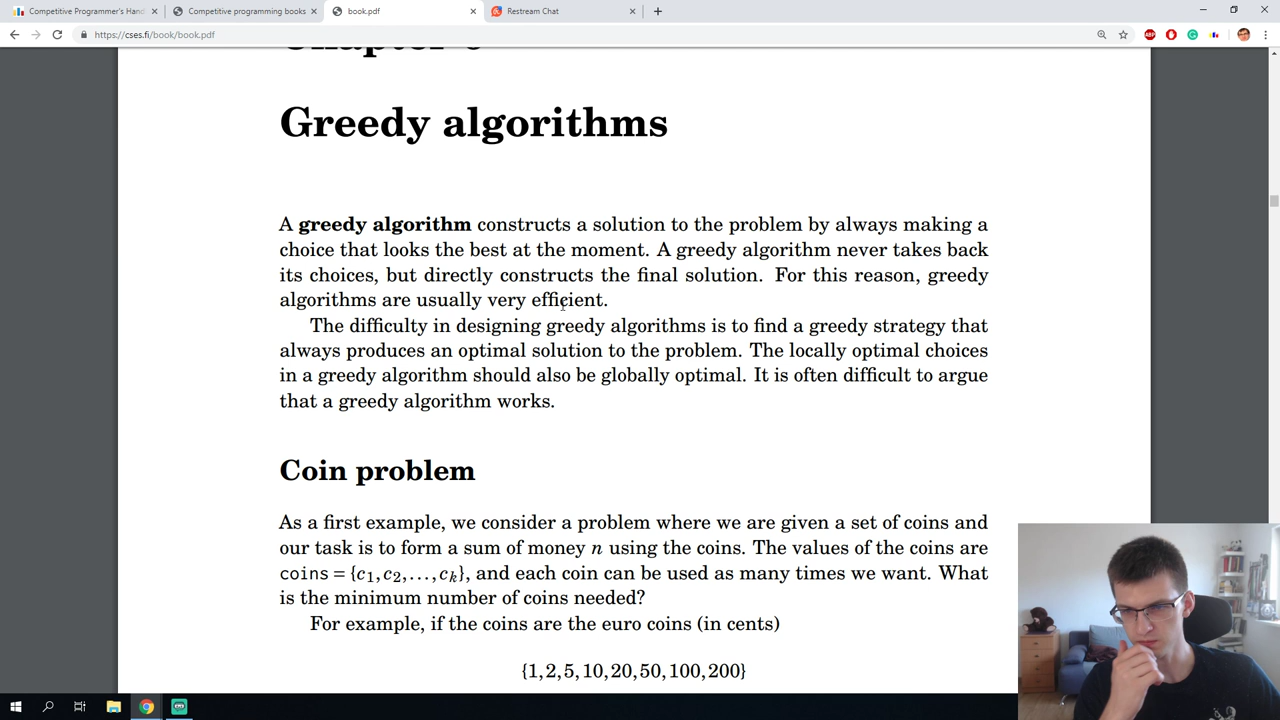 Competitive Programmer's Hand
Competitive programming books
book.pdf
Restream Chat
https://cses.fi/book/book.pdf
ABP
Chapter 6
Greedy algorithms
A greedy algorithm constructs a solution to the problem by always making a
choice that looks the best at the moment. A greedy algorithm never takes back
its choices, but directly constructs the final solution. For this reason, greedy
algorithms are usually very efficient.
The difficulty in designing greedy algorithms is to find a greedy strategy that
always produces an optimal solution to the problem. The locally optimal choices
in a greedy algorithm should also be globally optimal. It is often difficult to argue
that a greedy algorithm works.
Coin problem
As a first example, we consider a problem where we are given a set of coins and
our task is to form a sum of money n using the coins. The values of the coins are
coins = {c₁,c₂,...,cₖ}, and each coin can be used as many times we want. What
is the minimum number of coins needed?
For example, if the coins are the euro coins (in cents)
{1,2,5,10,20,50,100,200}